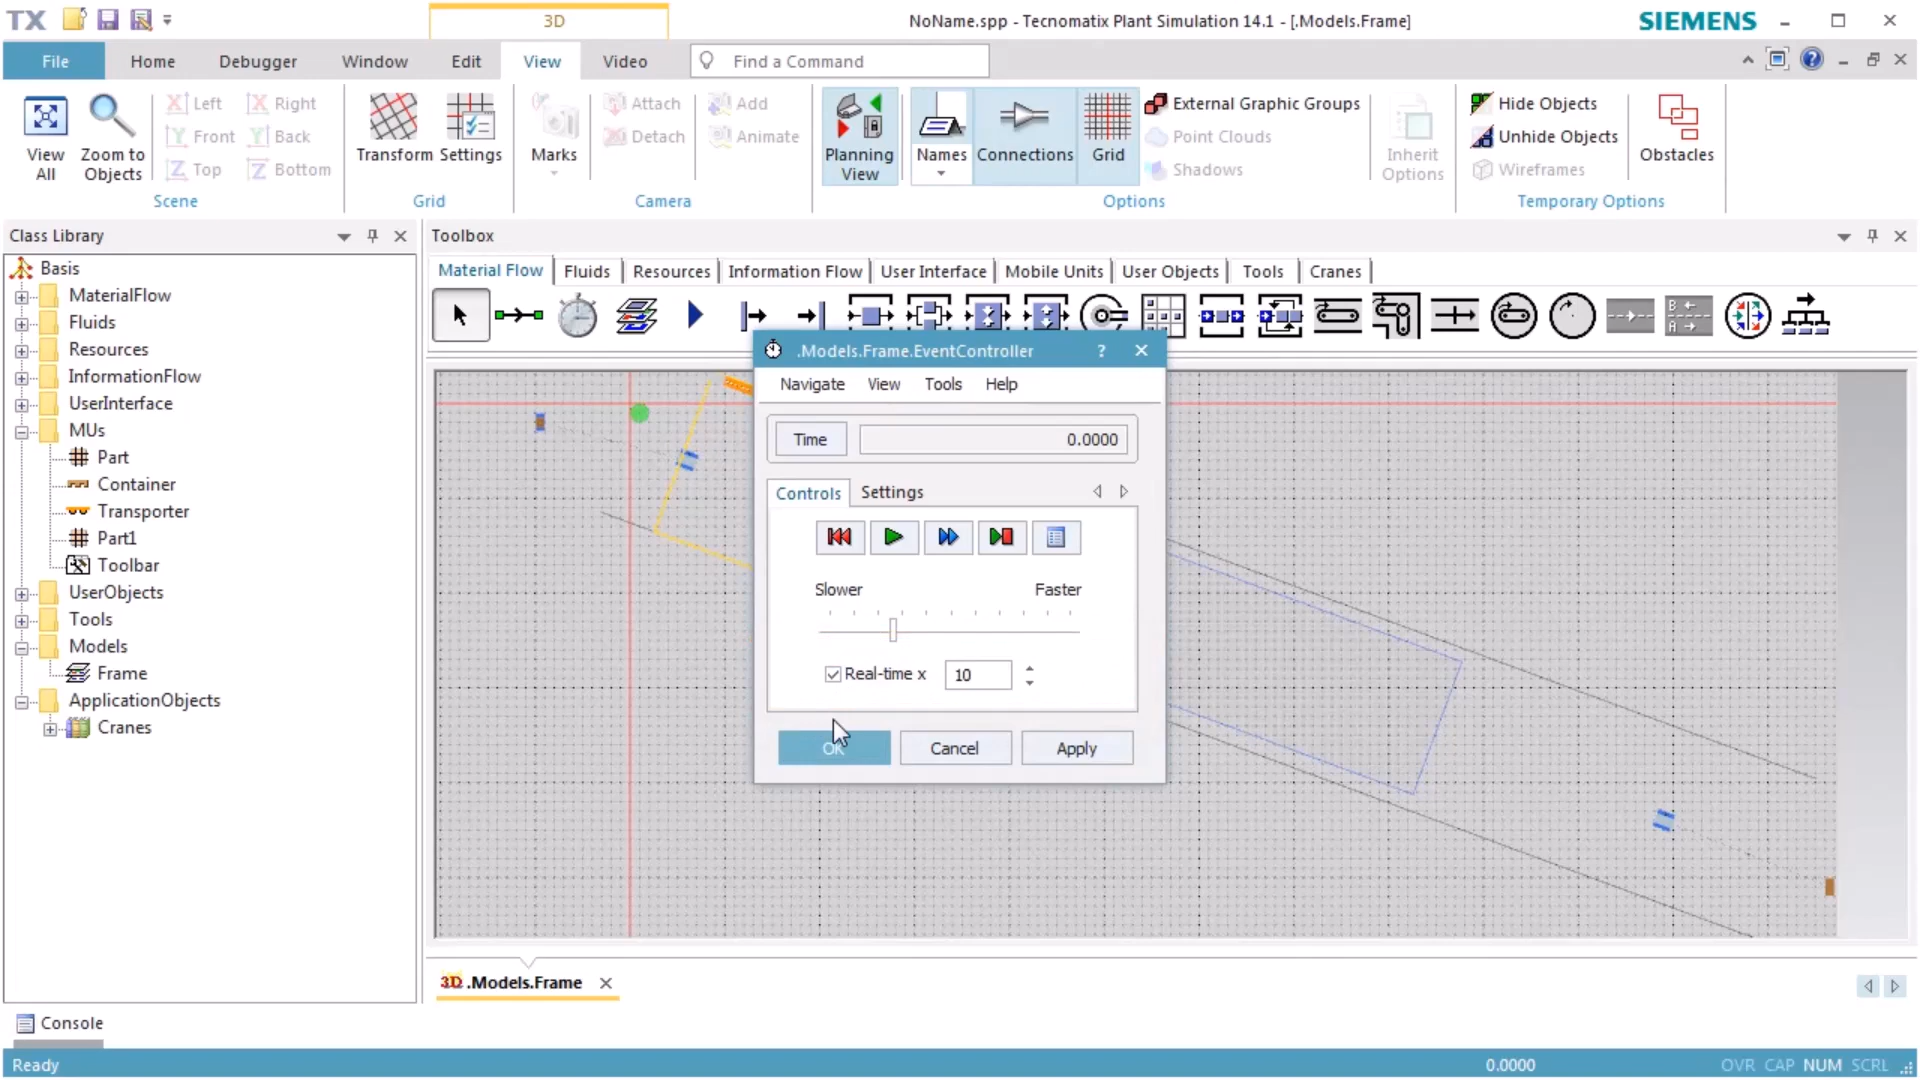 TX
3D
NoName.spp - Tecnomatix Plant Simulation 14.1 - [.Models.Frame]
SIEMENS
File Home Debugger Window Edit View Video Find a Command
Left Right Attach Add External Graphic Groups Hide Objects
Front Back Detach Animate Point Clouds Unhide Objects
View All Zoom to Objects Top Bottom Transform Settings Marks Planning View Names Connections Grid Shadows Inherit Options Wireframes Obstacles
Scene Grid Camera Options Temporary Options
Class Library Toolbox
Material Flow Fluids Resources Information Flow User Interface Mobile Units User Objects Tools Cranes
Basis
MaterialFlow
Fluids
Resources
InformationFlow
UserInterface
MUs
Part
Container
Transporter
Part1
Toolbar
UserObjects
Tools
Models
Frame
ApplicationObjects
Cranes
B
A
.Models.Frame.EventController ?
Navigate View Tools Help
Time 0.0000
Controls Settings
Slower Faster
Real-time x 10
OK Cancel Apply
3D .Models.Frame
Console
Ready 0.0000 OVR CAP NUM SCRL